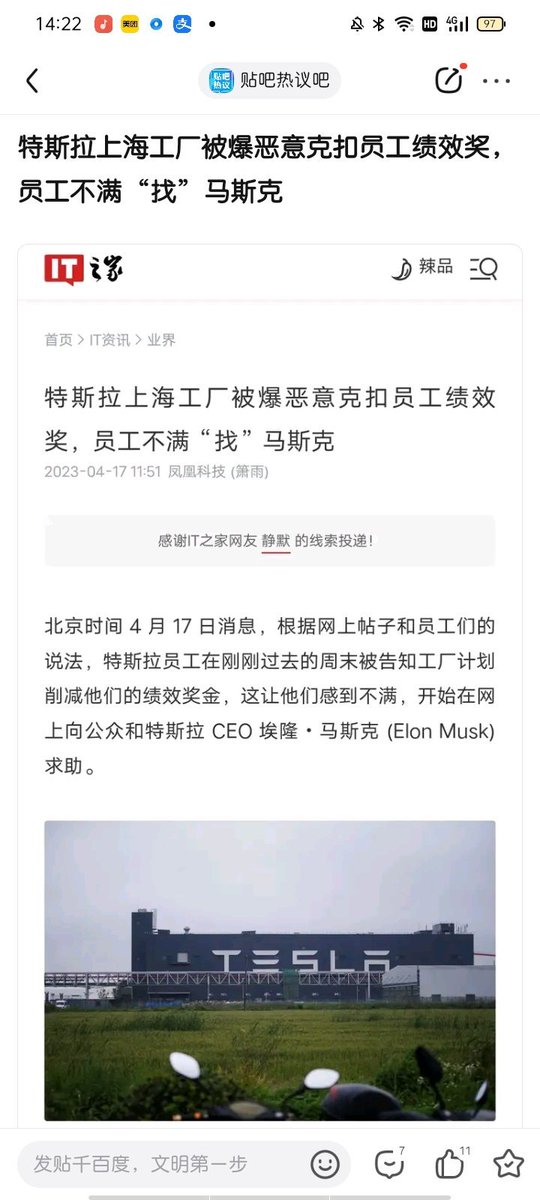 14:22
美团
支
HD
4G
97
贴吧
热议
贴吧热议吧
特斯拉上海工厂被爆恶意克扣员工绩效奖，
员工不满“找”马斯克
IT之家
辣品
首页 > IT资讯 > 业界
特斯拉上海工厂被爆恶意克扣员工绩效
奖，员工不满“找”马斯克
2023-04-17 11:51 凤凰科技 (箫雨)
感谢IT之家网友 静默 的线索投递！
北京时间 4 月 17 日消息，根据网上帖子和员工们的
说法，特斯拉员工在刚刚过去的周末被告知工厂计划
削减他们的绩效奖金，这让他们感到不满，开始在网
上向公众和特斯拉 CEO 埃隆・马斯克 (Elon Musk)
求助。
TESLA
发贴千百度，文明第一步
7
11